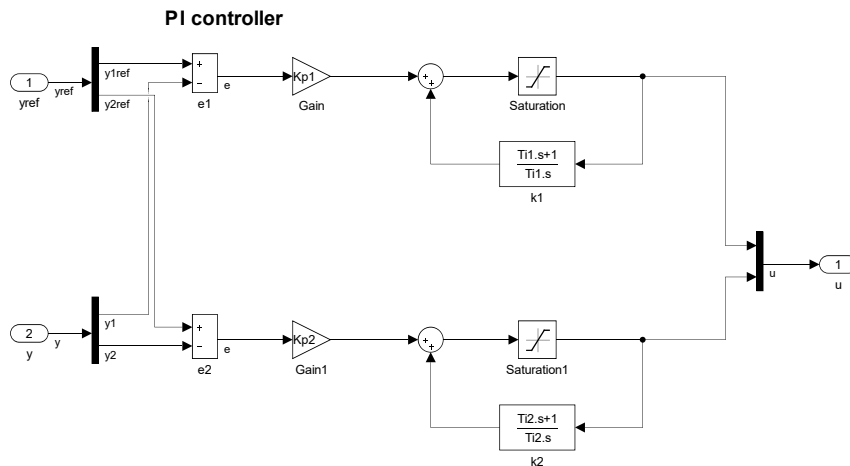 PI controller
1
yref
yref
y1ref
y2ref
+
−
e1
e
Kp1
Gain
+
+
Saturation
Ti1.s+1
Ti1.s
k1
1
u
u
2
y
y
y1
y2
+
−
e2
e
Kp2
Gain1
+
+
Saturation1
Ti2.s+1
Ti2.s
k2